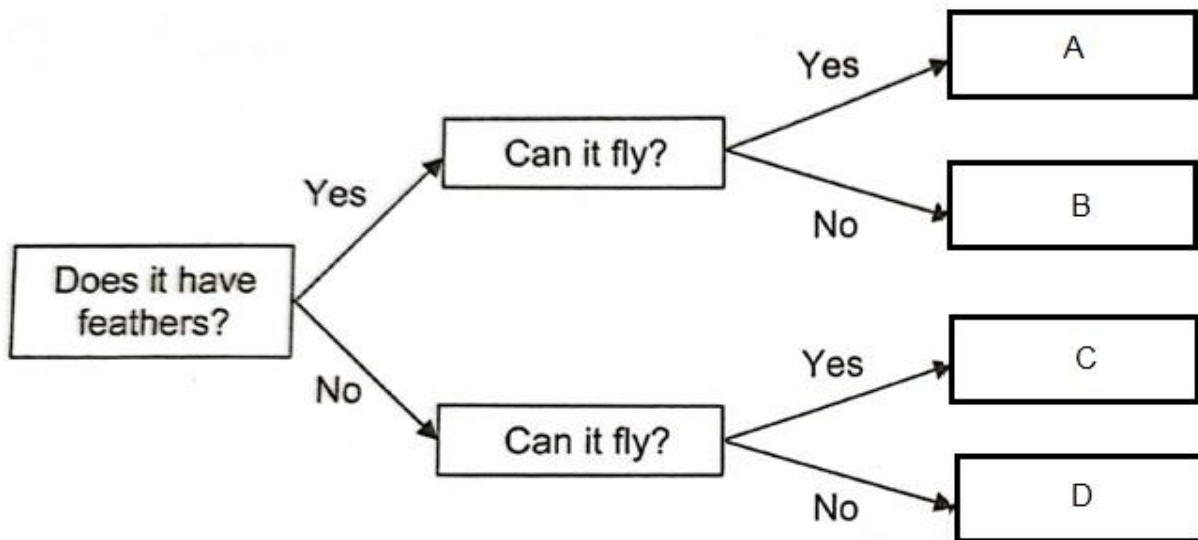 Does it have
feathers?
Yes
No
Can it fly?
Yes
No
A
B
Can it fly?
Yes
No
C
D